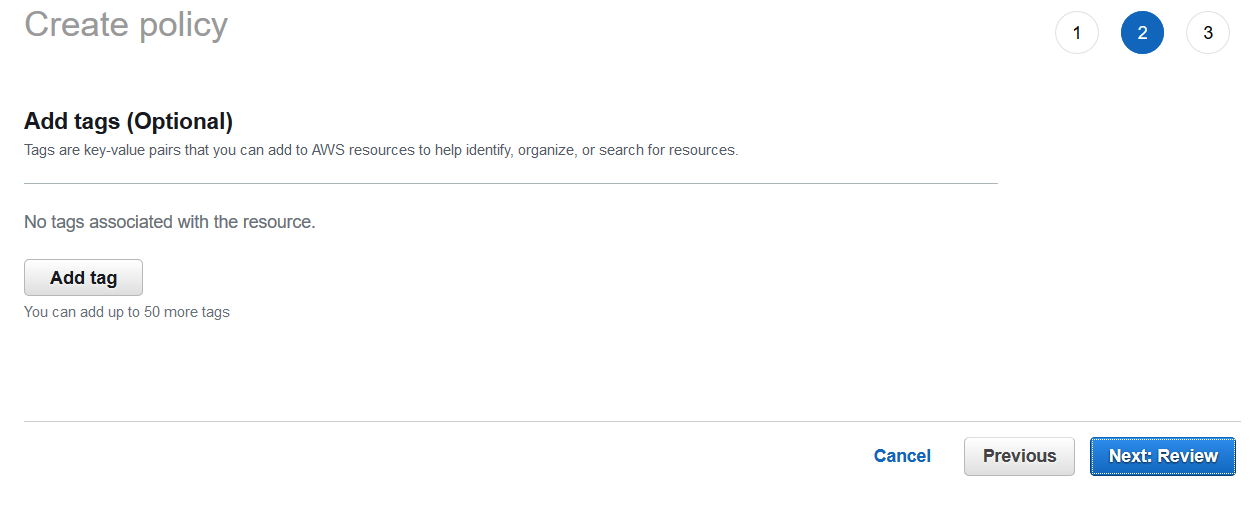 Create policy
1 2 3
Add tags (Optional)
Tags are key-value pairs that you can add to AWS resources to help identify, organize, or search for resources.
No tags associated with the resource.
Add tag
You can add up to 50 more tags
Cancel Previous Next: Review